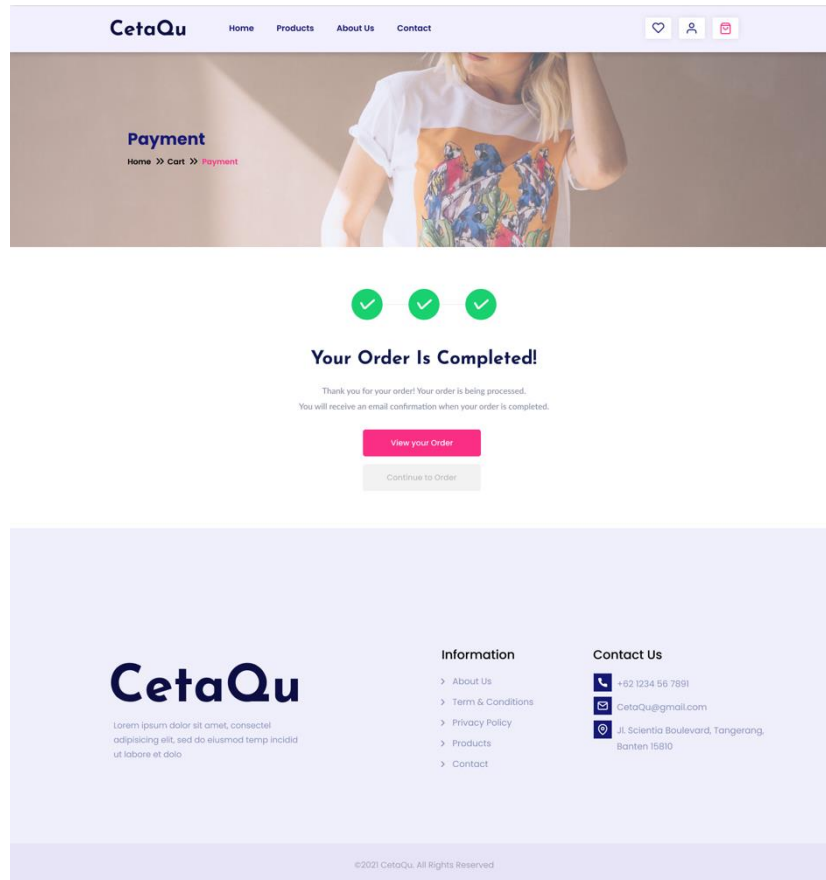 CetaQu
Home Products About Us Contact
Payment
Home >> Cart >> Payment
Your Order Is Completed!
Thank you for your order! Your order is being processed.
You will receive an email confirmation when your order is completed.
View your Order
Continue to Order
CetaQu
Lorem ipsum dolor sit amet, consectel
adipisicing elit, sed do eiusmod temp incidid
ut labore et dolo
Information
> About Us
> Term & Conditions
> Privacy Policy
> Products
> Contact
Contact Us
+62 1234 56 7891
CetaQu@gmail.com
Jl. Scientia Boulevard, Tangerang,
Banten 15810
©2021 CetaQu. All Rights Reserved